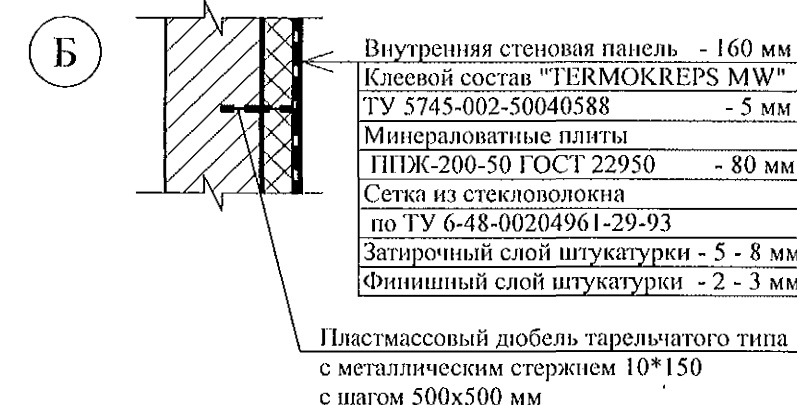 Б
Внутренняя стеновая панель - 160 мм
Клеевой состав "TERMOKREPS MW"
ТУ 5745-002-50040588 - 5 мм
Минераловатные плиты
ППЖ-200-50 ГОСТ 22950 - 80 мм
Сетка из стекловолокна
по ТУ 6-48-00204961-29-93
Затирочный слой штукатурки - 5 - 8 мм
Финишный слой штукатурки - 2 - 3 мм
Пластмассовый дюбель тарельчатого типа
с металлическим стержнем 10*150
с шагом 500х500 мм